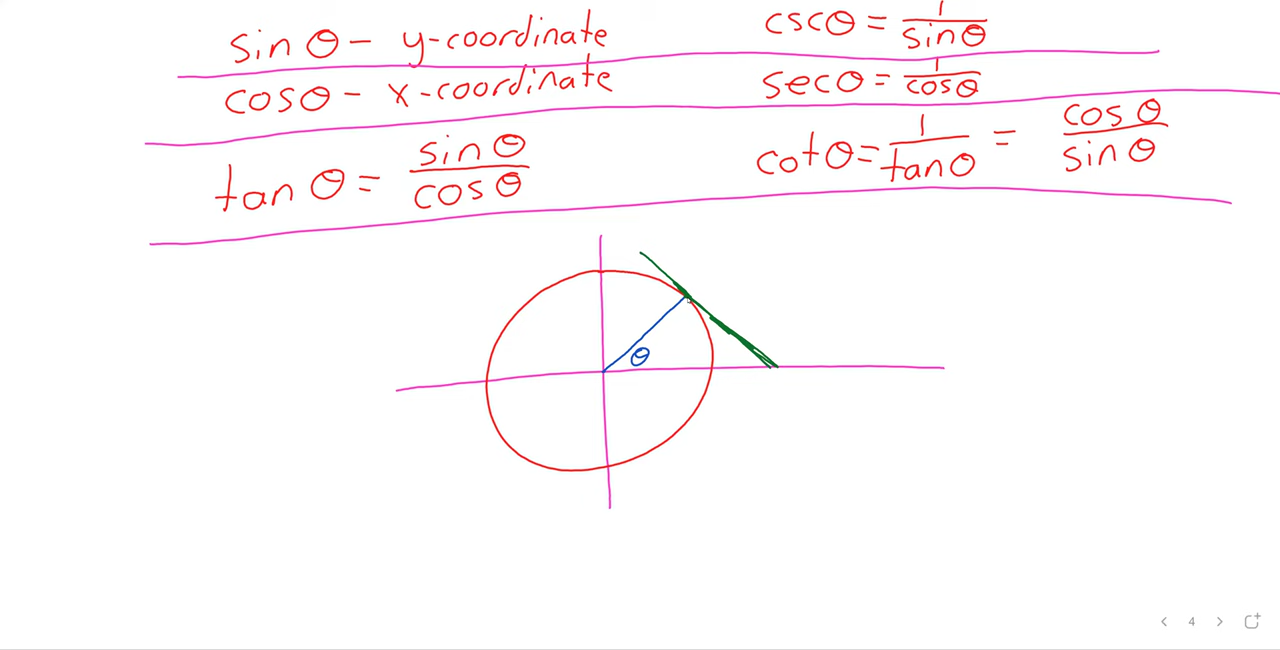 sin θ – y-coordinate
csc θ = 1/sin θ
cos θ – x-coordinate
sec θ = 1/cos θ
tan θ = sin θ/cos θ
cot θ = 1/tan θ = cos θ/sin θ
θ
4